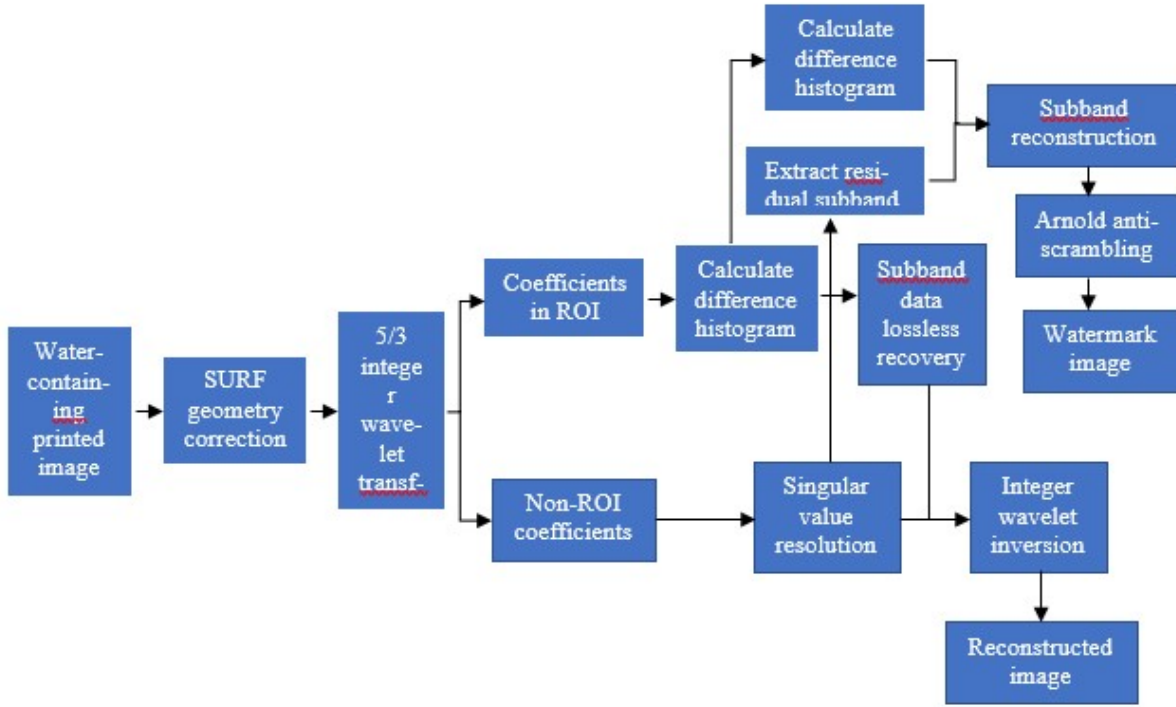 Water-
contain-
ing
printed
image
SURF
geometry
correction
5/3
intege
r
wave-
let
transf-
Coefficients
in ROI
Non-ROI
coefficients
Calculate
difference
histogram
Calculate
difference
histogram
Extract resi-
dual subband
Subband
data
lossless
recovery
Singular
value
resolution
Subband
reconstruction
Arnold anti-
scrambling
Watermark
image
Integer
wavelet
inversion
Reconstructed
image